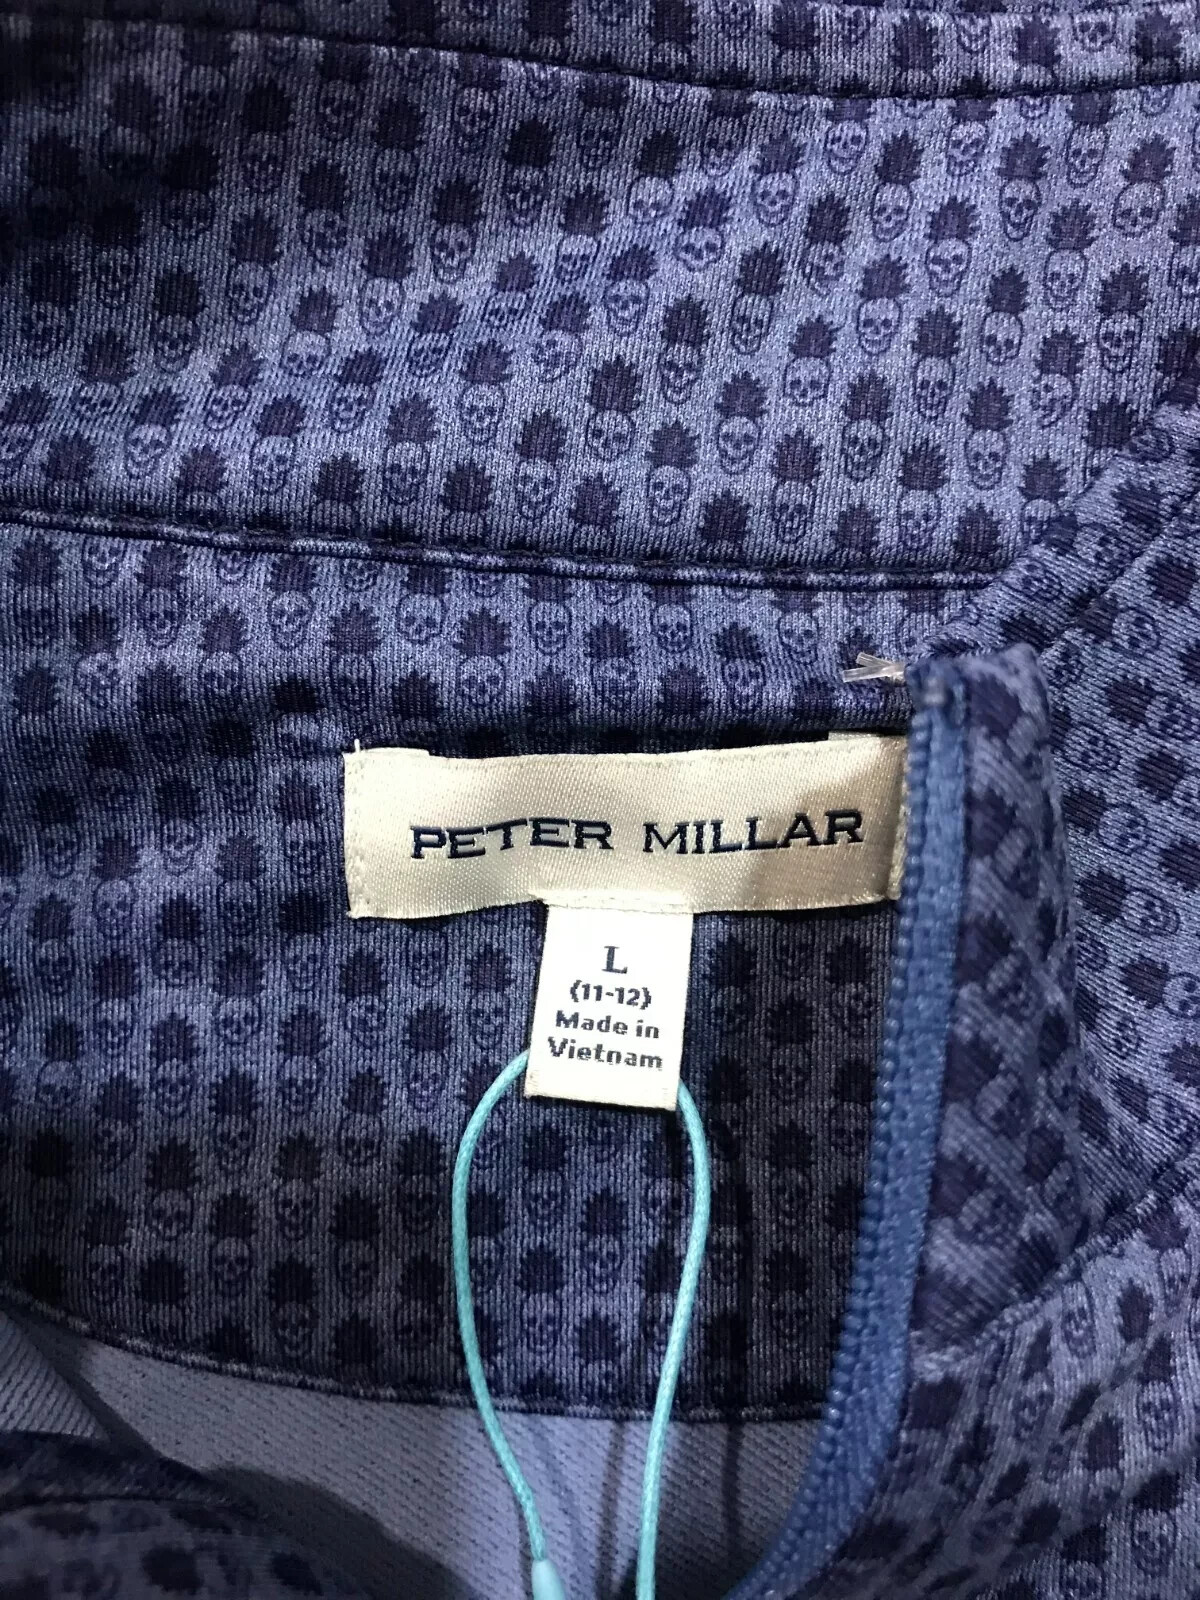 PETER MILLAR
L
(11-12)
Made in
Vietnam